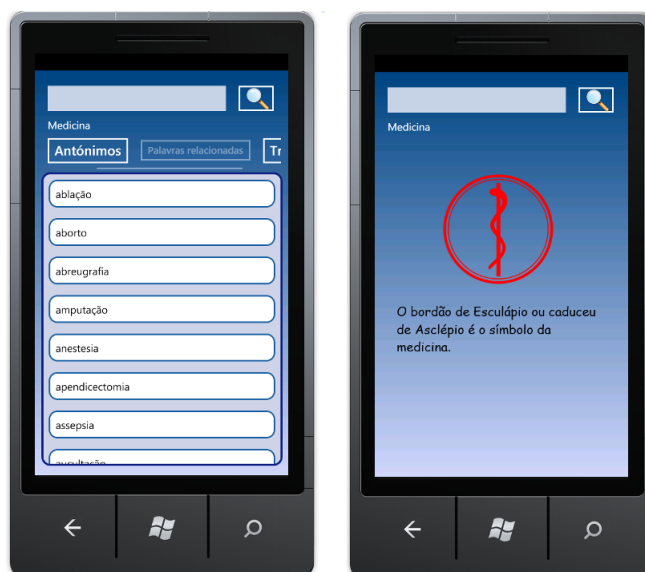 Medicina
Antónimos
Palavras relacionadas
ablação
aborto
abreugrafia
amputação
anestesia
apendicectomia
assepsia
auscultação
Medicina
O bordão de Esculápio ou caduceu
de Asclépio é o símbolo da
medicina.